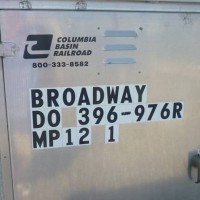 COLUMBIA
BASIN
RAILROAD
800-333-8582
BROADWAY
DO 396-976R
MP12 1